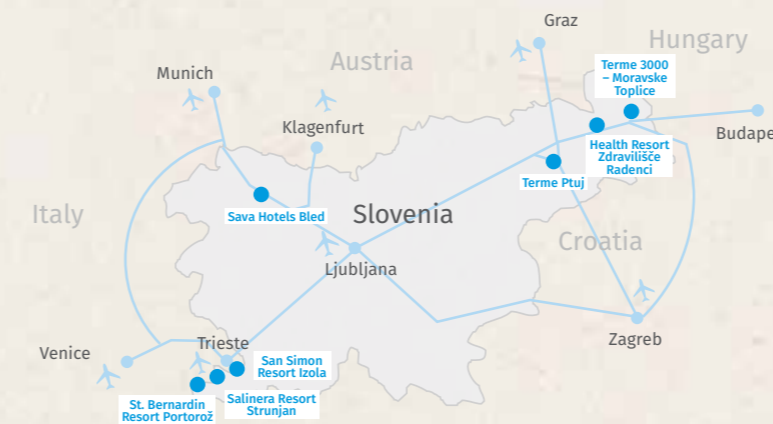 Graz
Hungary
Austria
Terme 3000
– Moravske
Toplice
Munich
Klagenfurt
Budape
Health Resort
Zdravilišče
Radenci
Terme Ptuj
Italy
Sava Hotels Bled
Slovenia
Croatia
Ljubljana
Zagreb
Venice
Trieste
San Simon
Resort Izola
St. Bernardin
Resort Portorož
Salinera Resort
Strunjan